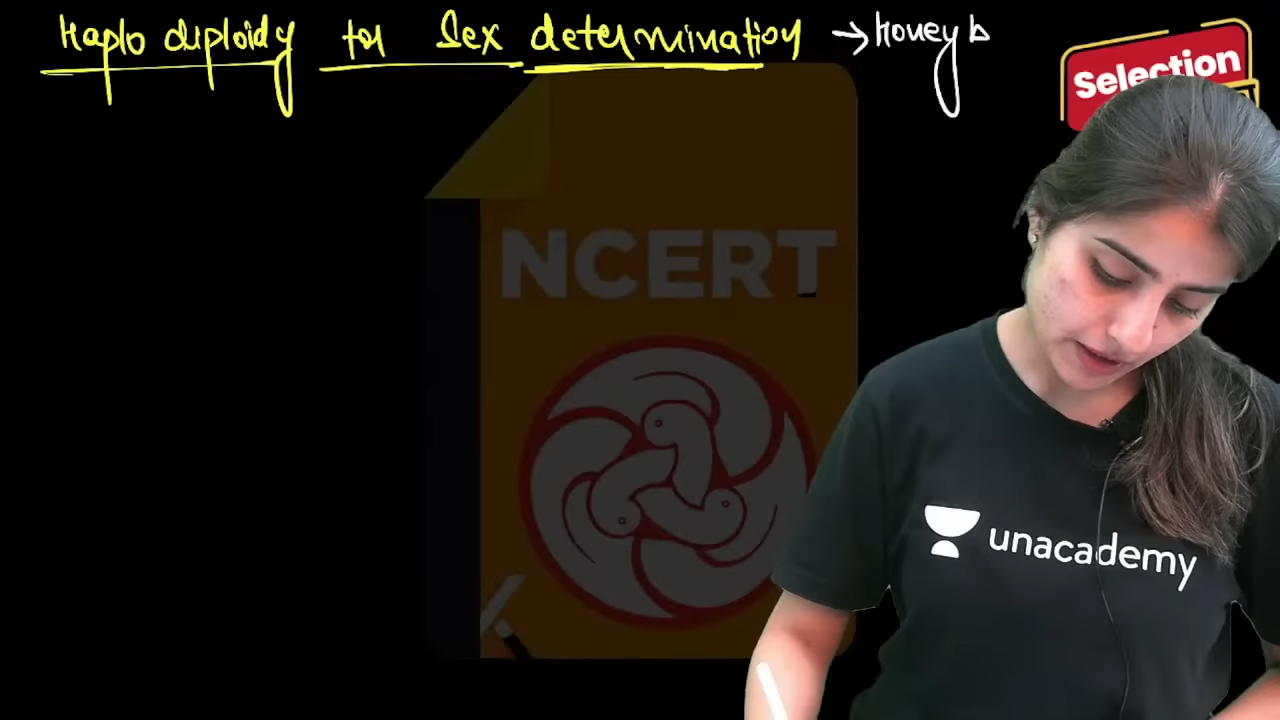 Haplo diploidy for Sex determination → Honey b
Selection
NCERT
unacademy